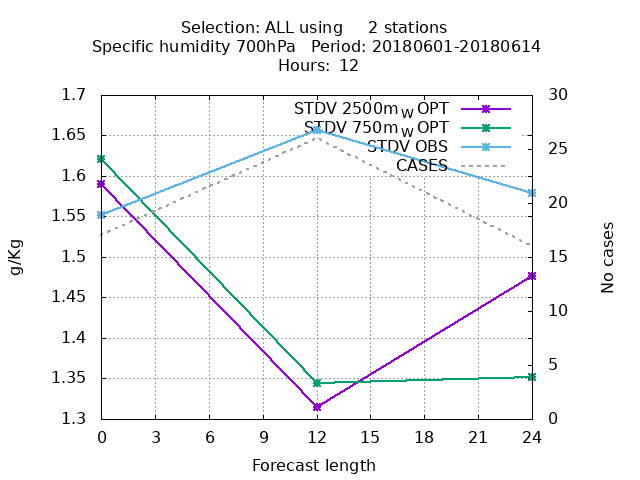 Selection: ALL using     2 stations
Specific humidity 700hPa   Period: 20180601-20180614
Hours:  12
STDV 2500m_W OPT
STDV 750m_W OPT
STDV OBS
CASES
1.7
1.65
1.6
1.55
1.5
1.45
1.4
1.35
1.3
g/Kg
30
25
20
15
10
5
0
No cases
0 3 6 9 12 15 18 21 24
Forecast length